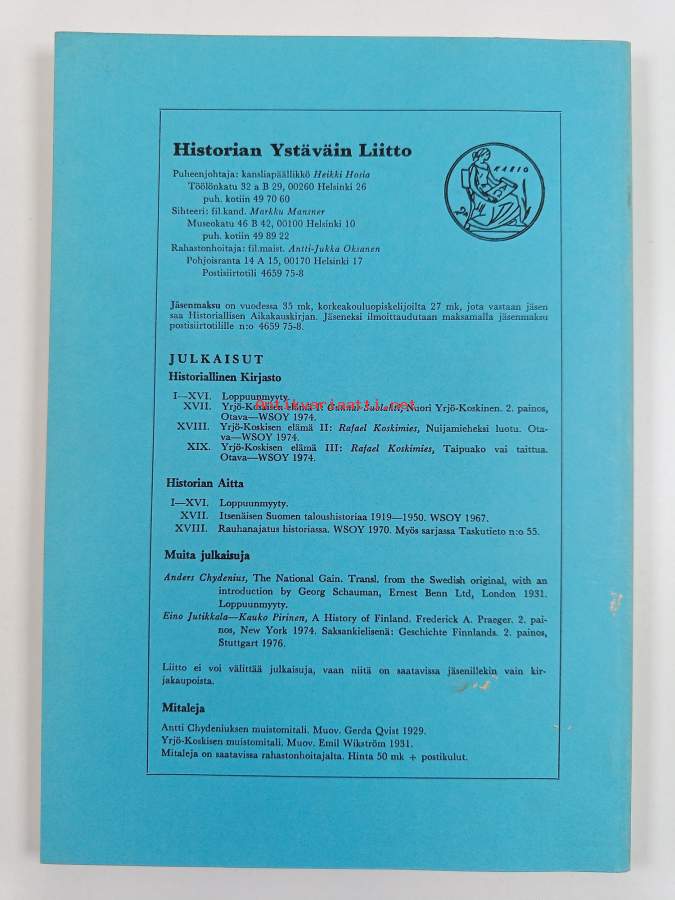 Historian Ystäväin Liitto
Puheenjohtaja: kansliapäällikkö Heikki Hosia
Töölönkatu 32 a B 29, 00260 Helsinki 26
puh. kotiin 49 70 60
Sihteeri: fil.kand. Markku Mansner
Museokatu 46 B 42, 00100 Helsinki 10
puh. kotiin 49 89 22
Rahastonhoitaja: fil.maist. Antti-Jukka Oksanen
Pohjoisranta 14 A 15, 00170 Helsinki 17
Postisiirtotili 4659 75-8
Jäsenmaksu on vuodessa 35 mk, korkeakouluopiskelijoilta 27 mk, jota vastaan jäsen
saa Historiallisen Aikakauskirjan. Jäseneksi ilmoittaudutaan maksamalla jäsenmaksu
postisiirtotilille n:o 4659 75-8.
JULKAISUT
Historiallinen Kirjasto
I—XVI. Loppuunmyyty.
Antikvariaatti.net
XVII. Yrjö-Koskisen elämä I: Gunnar Suolahti, Nuori Yrjö-Koskinen. 2. painos,
Otava—WSOY 1974.
XVIII. Yrjö-Koskisen elämä II: Rafael Koskimies, Nuijamieheksi luotu. Ota-
va—WSOY 1974.
XIX. Yrjö-Koskisen elämä III: Rafael Koskimies, Taipuako vai taittua.
Otava—WSOY 1974.
Historian Aitta
I—XVI. Loppuunmyyty.
XVII. Itsenäisen Suomen taloushistoriaa 1919—1950. WSOY 1967.
XVIII. Rauhanajatus historiassa. WSOY 1970. Myös sarjassa Taskutieto n:o 55.
Muita julkaisuja
Anders Chydenius, The National Gain. Transl. from the Swedish original, with an
introduction by Georg Schauman, Ernest Benn Ltd, London 1931.
Loppuunmyyty.
Eino Jutikkala—Kauko Pirinen, A History of Finland. Frederick A. Praeger. 2. pai-
nos, New York 1974. Saksankielisenä: Geschichte Finnlands. 2. painos,
Stuttgart 1976.
Liitto ei voi välittää julkaisuja, vaan niitä on saatavissa jäsenillekin vain kir-
jakaupoista.
Mitaleja
Antti Chydeniuksen muistomitali. Muov. Gerda Qvist 1929.
Yrjö-Koskisen muistomitali. Muov. Emil Wikström 1931.
Mitaleja on saatavissa rahastonhoitajalta. Hinta 50 mk + postikulut.